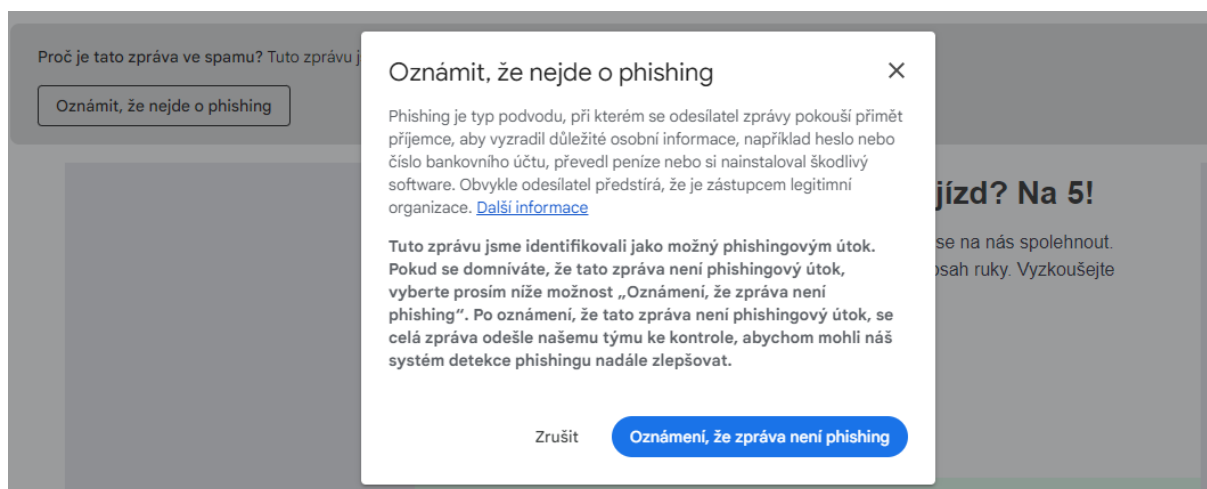 Proč je tato zpráva ve spamu? Tuto zprávu j
Oznámit, že nejde o phishing
Oznámit, že nejde o phishing
Phishing je typ podvodu, při kterém se odesílatel zprávy pokouší přimět
příjemce, aby vyzradil důležité osobní informace, například heslo nebo
číslo bankovního účtu, převedl peníze nebo si nainstaloval škodlivý
software. Obvykle odesílatel předstírá, že je zástupcem legitimní
organizace. Další informace
Tuto zprávu jsme identifikovali jako možný phishingovým útok.
Pokud se domníváte, že tato zpráva není phishingový útok,
vyberte prosím níže možnost „Oznámení, že zpráva není
phishing“. Po oznámení, že tato zpráva není phishingový útok, se
celá zpráva odešle našemu týmu ke kontrole, abychom mohli náš
systém detekce phishingu nadále zlepšovat.
Zrušit
Oznámení, že zpráva není phishing
jízd? Na 5!
se na nás spolehnout.
osah ruky. Vyzkoušejte